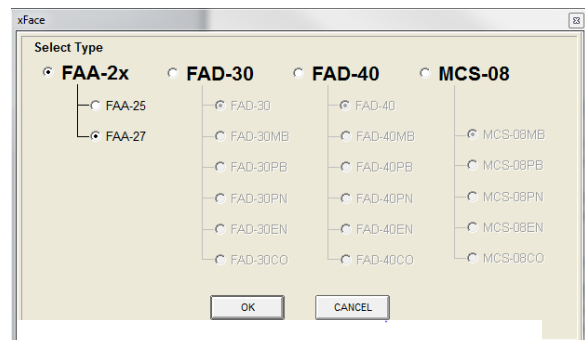 xFace
Select Type
FAA-2x FAD-30 FAD-40 MCS-08
FAA-25 FAD-30 FAD-40
FAA-27 FAD-30MB FAD-40MB MCS-08MB
FAD-30PB FAD-40PB MCS-08PB
FAD-30PN FAD-40PN MCS-08PN
FAD-30EN FAD-40EN MCS-08EN
FAD-30CO FAD-40CO MCS-08CO
OK CANCEL